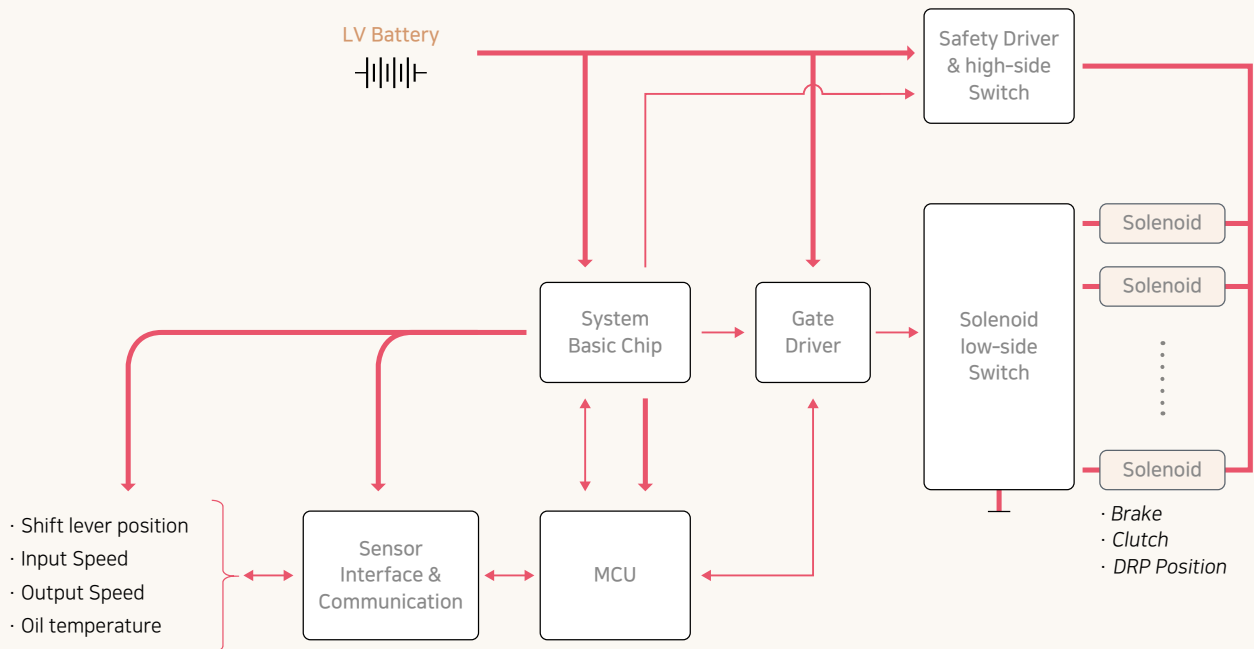 LV Battery
Safety Driver
& high-side
Switch
Solenoid
Solenoid
System
Basic Chip
Gate
Driver
Solenoid
low-side
Switch
Solenoid
· Brake
· Clutch
· DRP Position
· Shift lever position
· Input Speed
· Output Speed
· Oil temperature
Sensor
Interface &
Communication
MCU